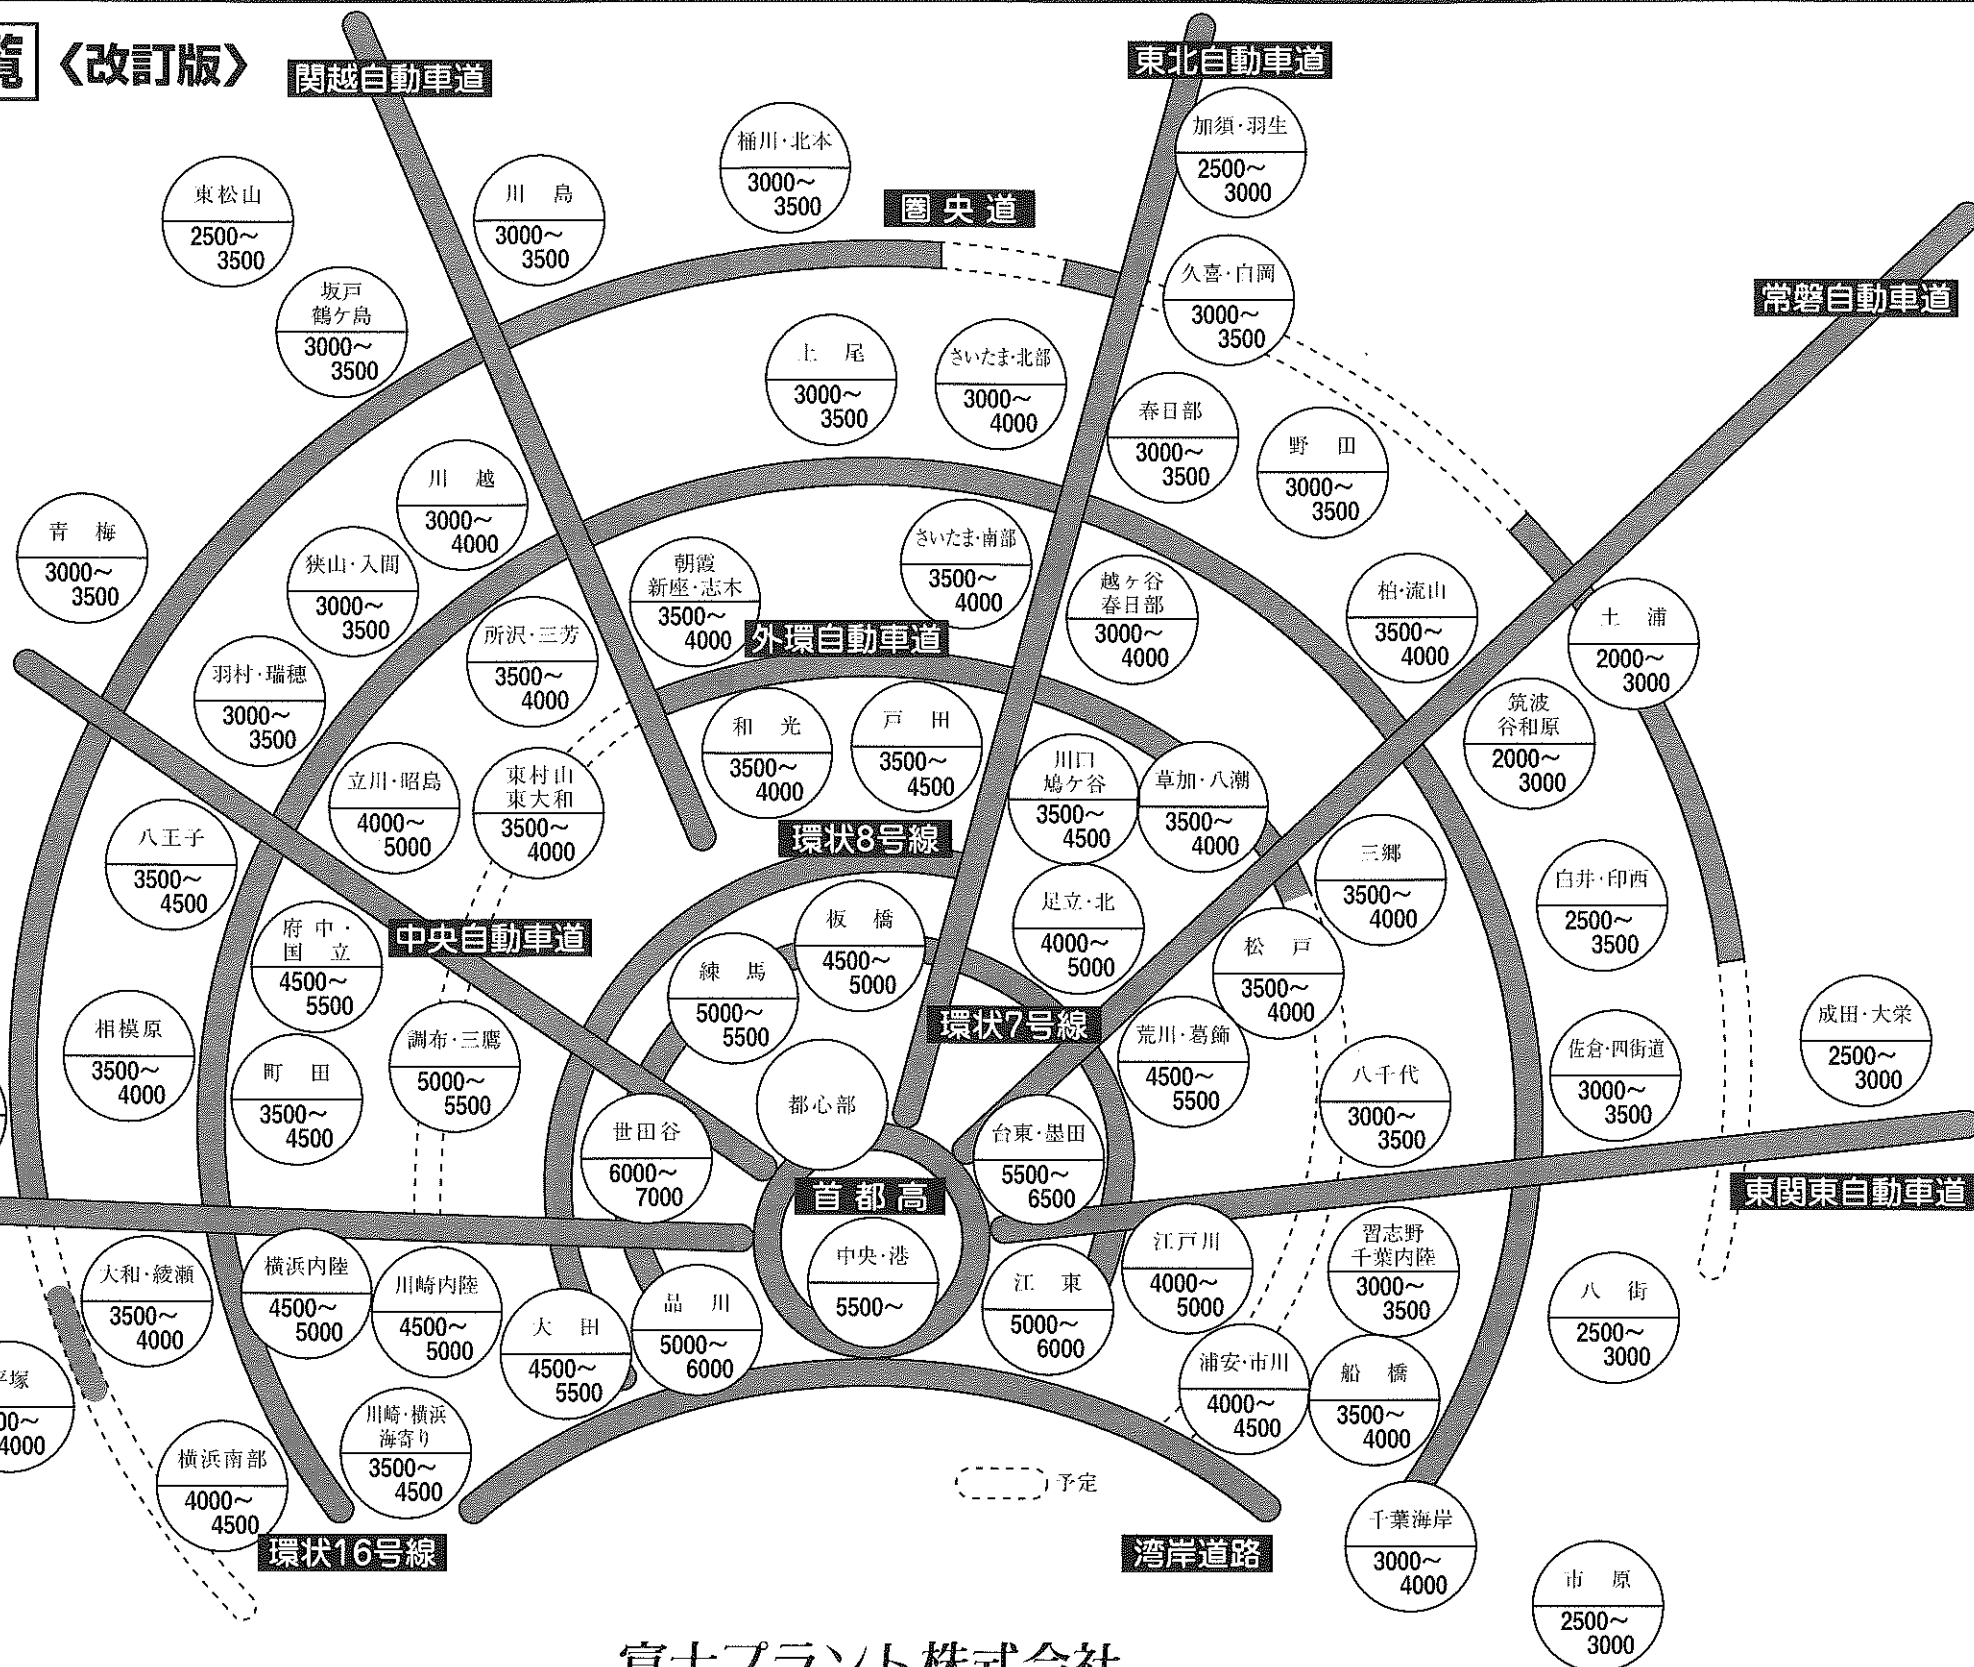 覧 〈改訂版〉
関越自動車道
東北自動車道
加須・羽生
2500～
3000
桶川・北本
3000～
3500
東松山
2500～
3500
川島
3000～
3500
圏央道
坂戸
鶴ケ島
3000～
3500
久喜・白岡
3000～
3500
常磐自動車道
上尾
3000～
3500
さいたま・北部
3000～
4000
春日部
3000～
3500
野田
3000～
3500
川越
3000～
4000
青梅
3000～
3500
狭山・入間
3000～
3500
朝霞
新座・志木
3500～
4000
さいたま・南部
3500～
4000
越ヶ谷
春日部
3000～
4000
柏・流山
3500～
4000
土浦
2000～
3000
所沢・三芳
3500～
4000
外環自動車道
羽村・瑞穂
3000～
3500
和光
3500～
4000
戸田
3500～
4500
筑波
谷和原
2000～
3000
立川・昭島
4000～
5000
東村山
東大和
3500～
4000
川口
鳩ケ谷
3500～
4500
草加・八潮
3500～
4000
八王子
3500～
4500
環状8号線
三郷
3500～
4000
白井・印西
2500～
3500
府中・
国立
4500～
5500
中央自動車道
板橋
4500～
5000
足立・北
4000～
5000
練馬
5000～
5500
松戸
3500～
4000
相模原
3500～
4000
調布・三鷹
5000～
5500
環状7号線
荒川・葛飾
4500～
5500
成田・大栄
2500～
3000
町田
3500～
4500
都心部
八千代
3000～
3500
佐倉・四街道
3000～
3500
世田谷
6000～
7000
台東・墨田
5500～
6500
首都高
東関東自動車道
大和・綾瀬
3500～
4000
横浜内陸
4500～
5000
川崎内陸
4500～
5000
中央・港
5500～
江戸川
4000～
5000
習志野
千葉内陸
3000～
3500
大田
4500～
5500
品川
5000～
6000
江東
5000～
6000
八街
2500～
3000
塚
00～
4000
浦安・市川
4000～
4500
船橋
3500～
4000
川崎・横浜
海寄り
3500～
4500
横浜南部
4000～
4500
予定
千葉海岸
3000～
4000
環状16号線
湾岸道路
市原
2500～
3000
富士プラント株式会社